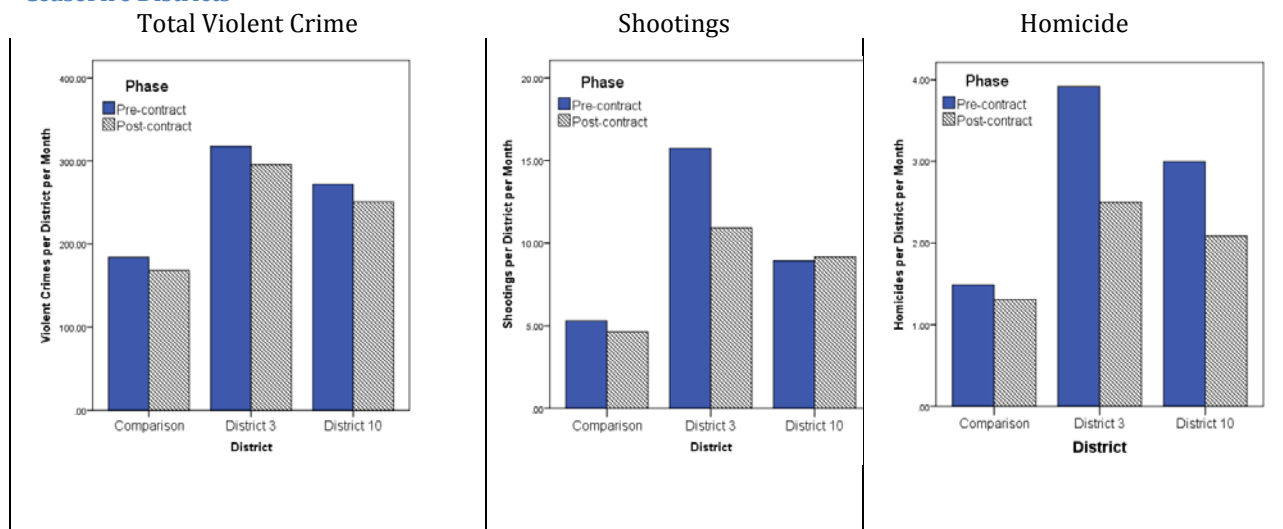 Total Violent Crime
Phase
Pre-contract
Post-contract
Violent Crimes per District per Month
400.00
300.00
200.00
100.00
.00
Comparison
District 3
District 10
District
Shootings
Phase
Pre-contract
Post-contract
Shootings per District per Month
20.00
15.00
10.00
5.00
.00
Comparison
District 3
District 10
District
Homicide
Phase
Pre-contract
Post-contract
Homicides per District per Month
4.00
3.00
2.00
1.00
.00
Comparison
District 3
District 10
District